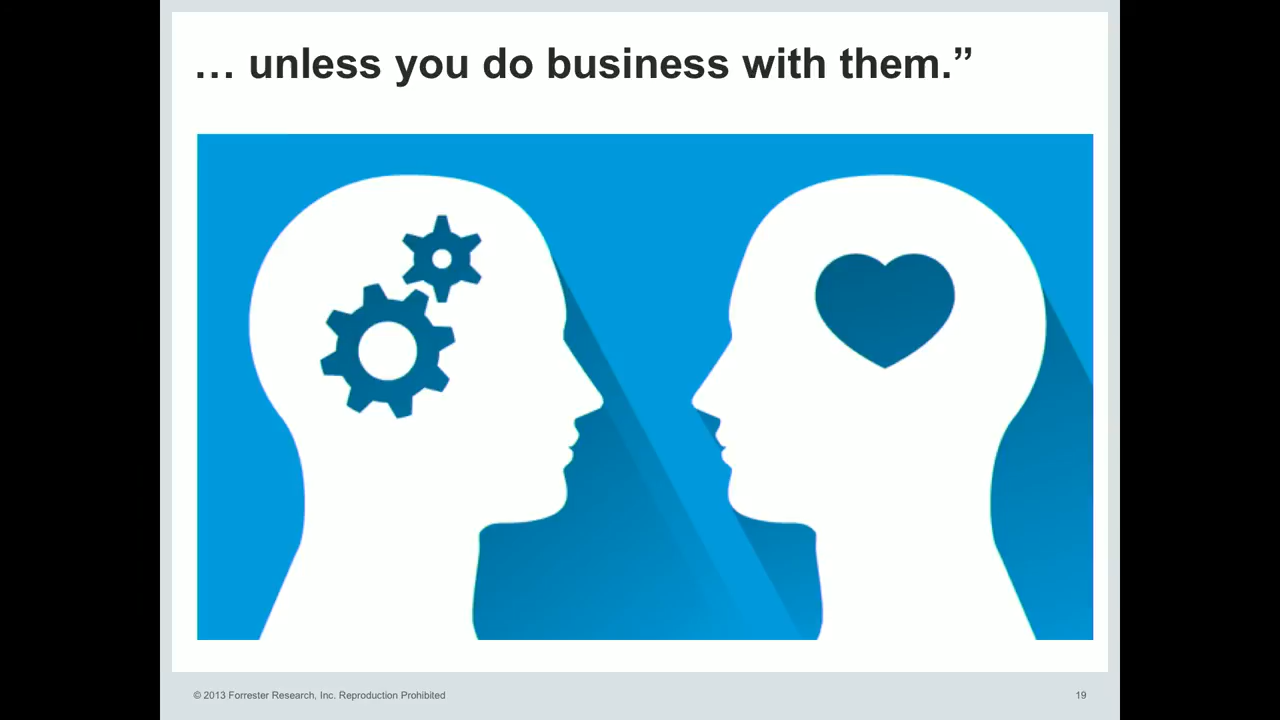 … unless you do business with them.”
© 2013 Forrester Research, Inc. Reproduction Prohibited
19